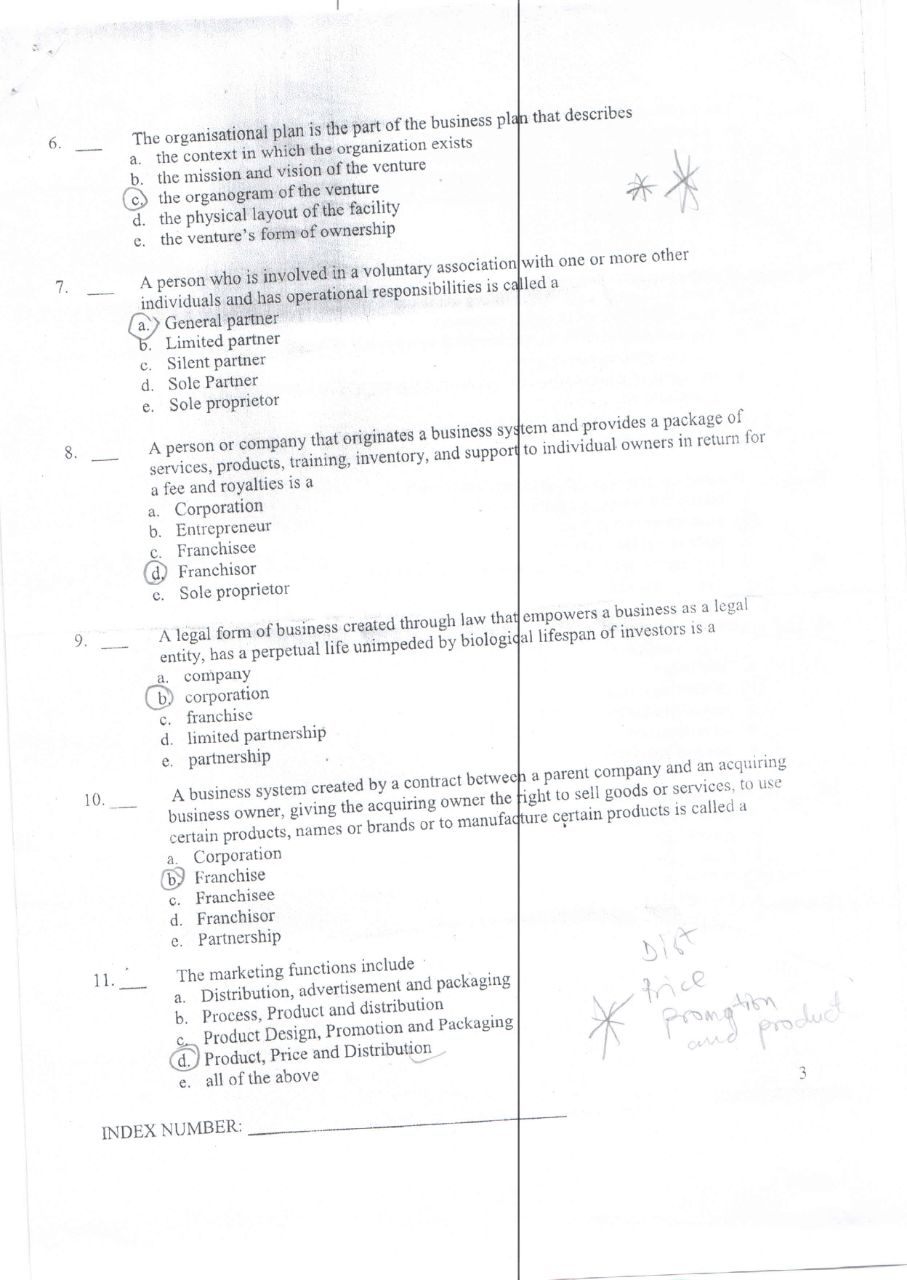 6. ___ The organisational plan is the part of the business plan that describes
a. the context in which the organization exists
b. the mission and vision of the venture
c. the organogram of the venture
d. the physical layout of the facility
e. the venture's form of ownership
7. ___ A person who is involved in a voluntary association with one or more other
individuals and has operational responsibilities is called a
a. General partner
b. Limited partner
c. Silent partner
d. Sole Partner
e. Sole proprietor
8. ___ A person or company that originates a business system and provides a package of
services, products, training, inventory, and support to individual owners in return for
a fee and royalties is a
a. Corporation
b. Entrepreneur
c. Franchisee
d. Franchisor
e. Sole proprietor
9. ___ A legal form of business created through law that empowers a business as a legal
entity, has a perpetual life unimpeded by biological lifespan of investors is a
a. company
b. corporation
c. franchise
d. limited partnership
e. partnership
10. ___ A business system created by a contract between a parent company and an acquiring
business owner, giving the acquiring owner the right to sell goods or services, to use
certain products, names or brands or to manufacture certain products is called a
a. Corporation
b. Franchise
c. Franchisee
d. Franchisor
e. Partnership
11. ___ The marketing functions include
a. Distribution, advertisement and packaging
b. Process, Product and distribution
c. Product Design, Promotion and Packaging
d. Product, Price and Distribution
e. all of the above
Dist
Price
promotion
and product
3
INDEX NUMBER: ___